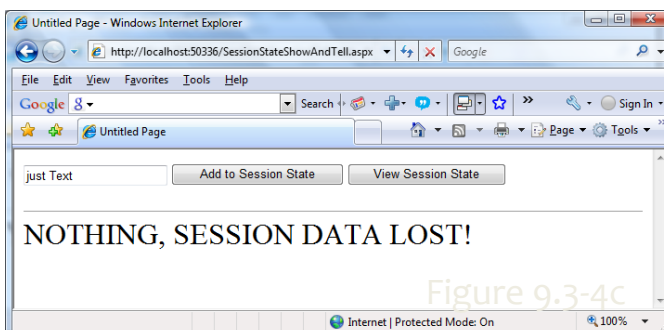 Untitled Page - Windows Internet Explorer
http://localhost:50336/SessionStateShowAndTell.aspx
Google
File Edit View Favorites Tools Help
Google Search Sign In
Untitled Page Page Tools
just Text Add to Session State View Session State
NOTHING, SESSION DATA LOST!
Figure 9.3-4c
Internet | Protected Mode: On 100%